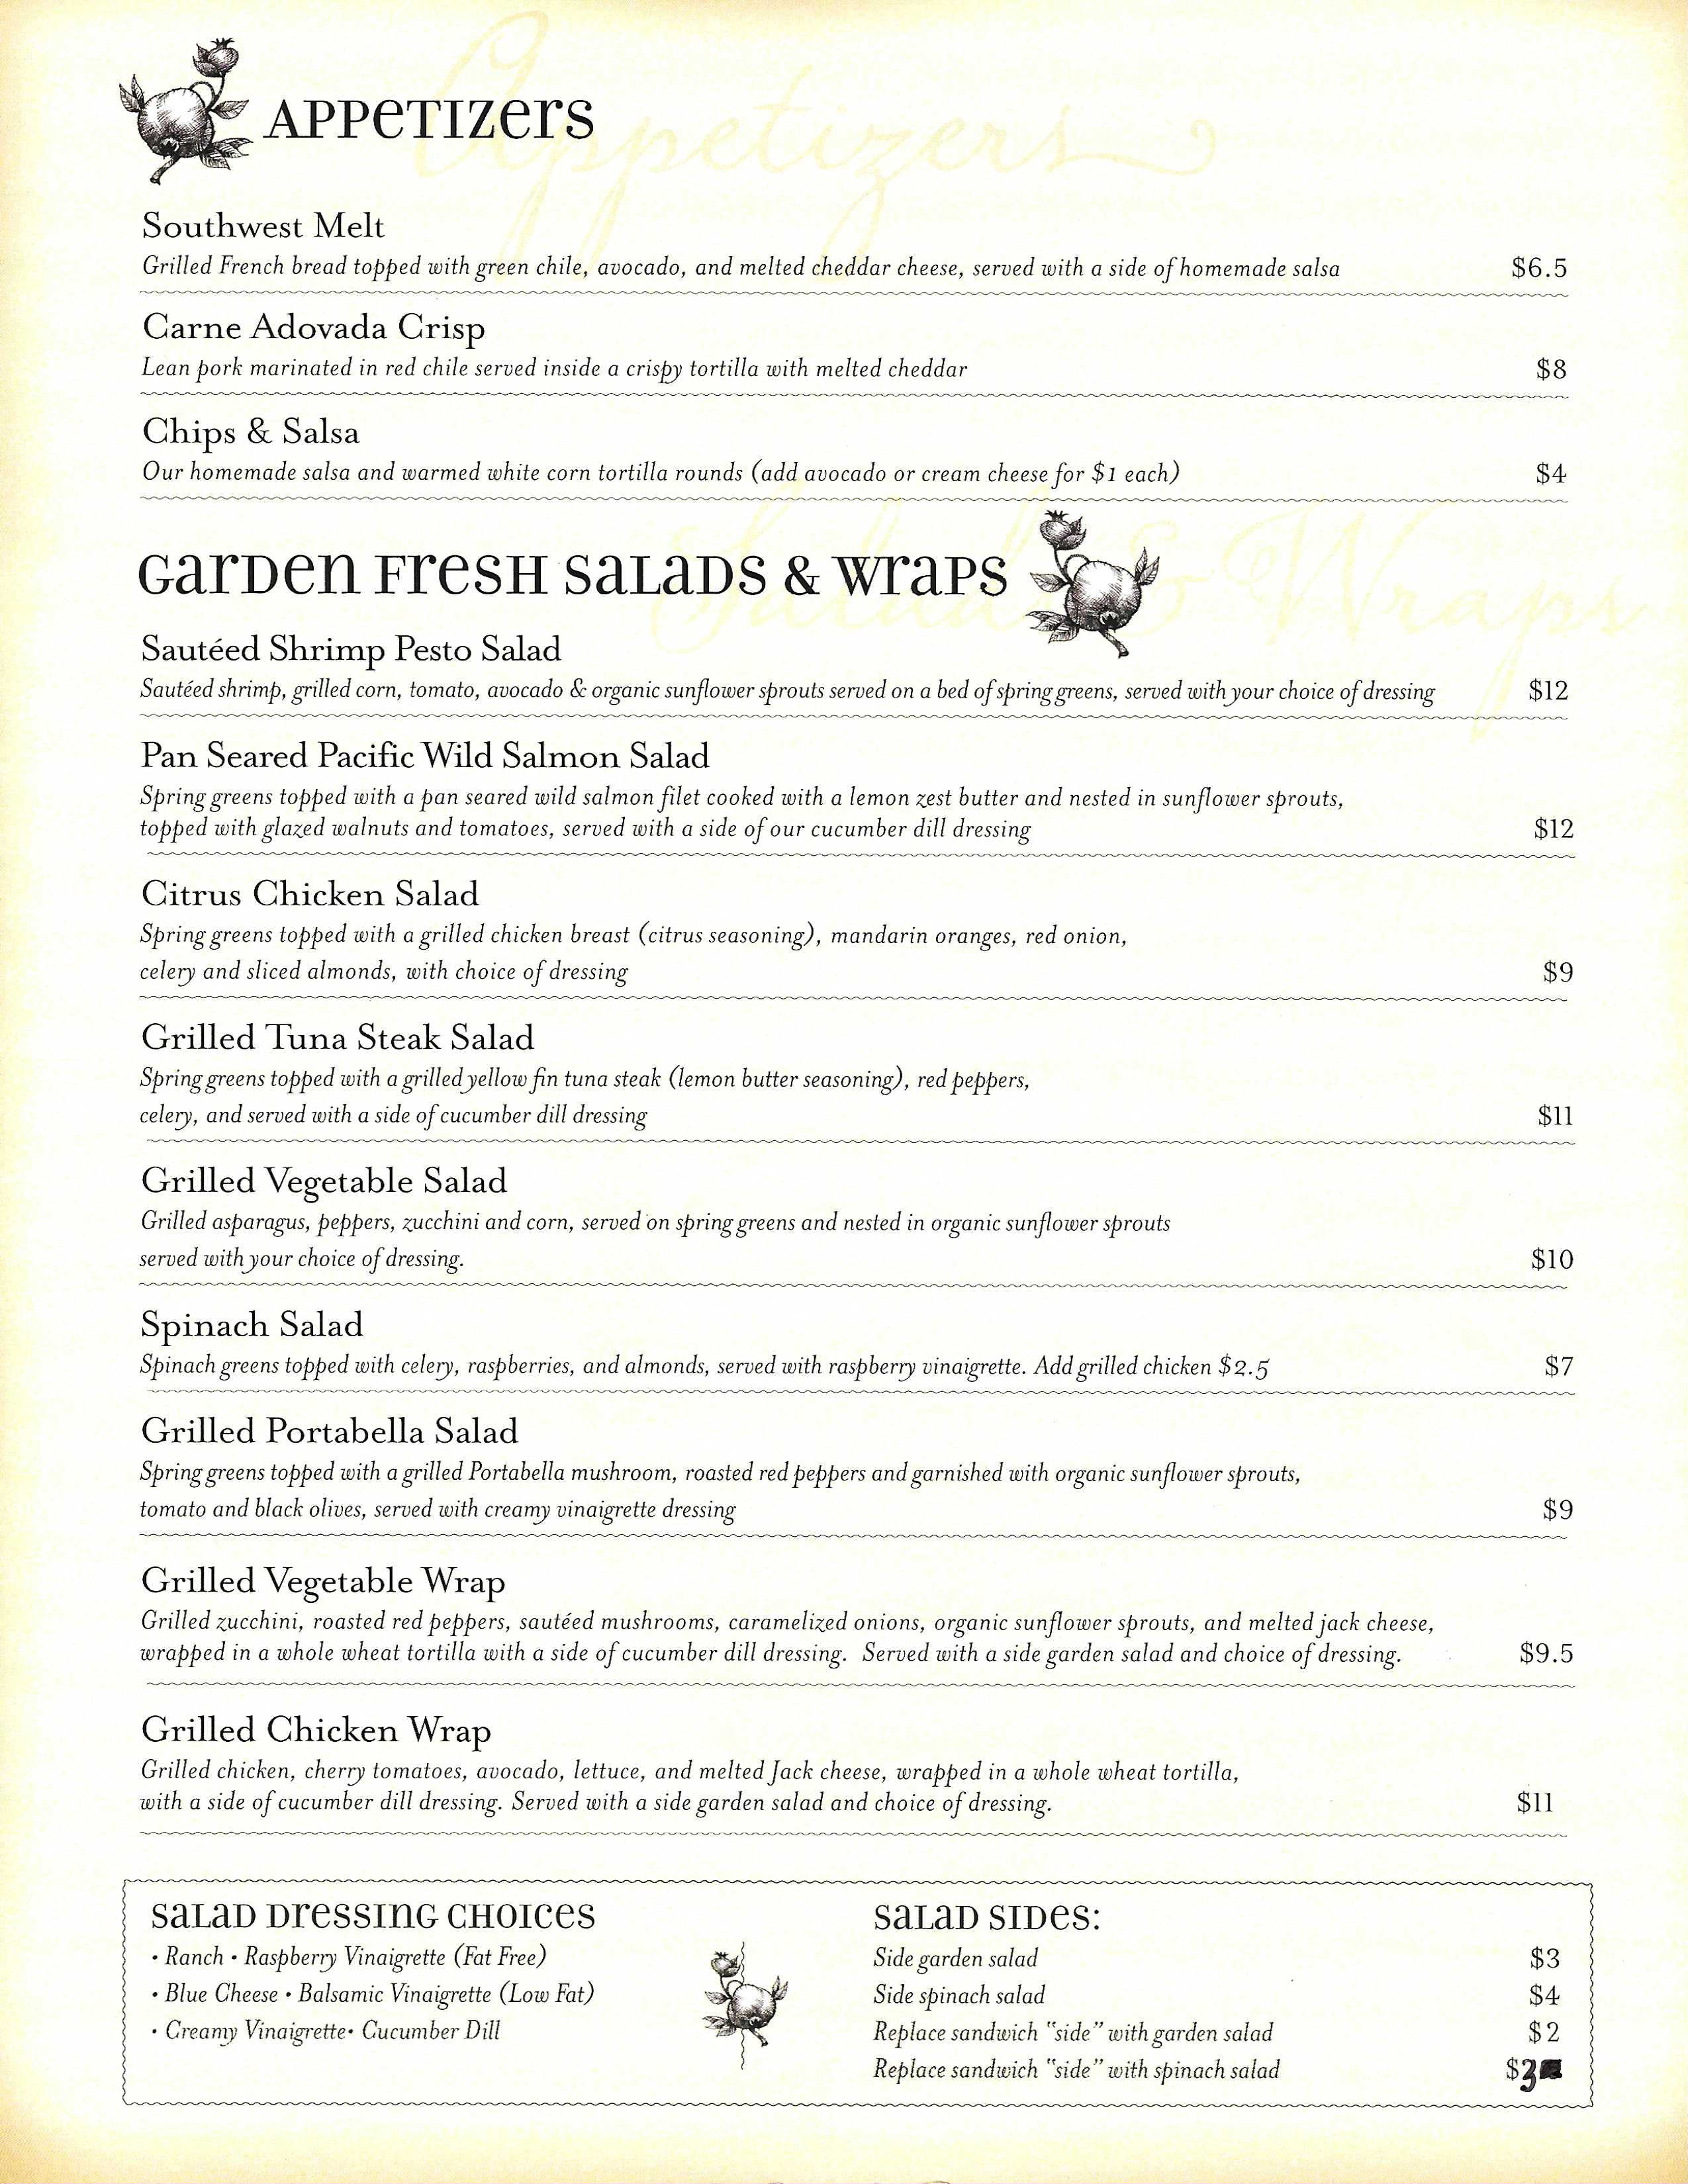 Appetizers
Southwest Melt
Grilled French bread topped with green chile, avocado, and melted cheddar cheese, served with a side of homemade salsa $6.5
Carne Adovada Crisp
Lean pork marinated in red chile served inside a crispy tortilla with melted cheddar $8
Chips & Salsa
Our homemade salsa and warmed white corn tortilla rounds (add avocado or cream cheese for $1 each) $4
Garden Fresh Salads & Wraps
Sautéed Shrimp Pesto Salad
Sautéed shrimp, grilled corn, tomato, avocado & organic sunflower sprouts served on a bed of spring greens, served with your choice of dressing $12
Pan Seared Pacific Wild Salmon Salad
Spring greens topped with a pan seared wild salmon filet cooked with a lemon zest butter and nested in sunflower sprouts,
topped with glazed walnuts and tomatoes, served with a side of our cucumber dill dressing $12
Citrus Chicken Salad
Spring greens topped with a grilled chicken breast (citrus seasoning), mandarin oranges, red onion,
celery and sliced almonds, with choice of dressing $9
Grilled Tuna Steak Salad
Spring greens topped with a grilled yellow fin tuna steak (lemon butter seasoning), red peppers,
celery, and served with a side of cucumber dill dressing $11
Grilled Vegetable Salad
Grilled asparagus, peppers, zucchini and corn, served on spring greens and nested in organic sunflower sprouts
served with your choice of dressing. $10
Spinach Salad
Spinach greens topped with celery, raspberries, and almonds, served with raspberry vinaigrette. Add grilled chicken $2.5 $7
Grilled Portabella Salad
Spring greens topped with a grilled Portabella mushroom, roasted red peppers and garnished with organic sunflower sprouts,
tomato and black olives, served with creamy vinaigrette dressing $9
Grilled Vegetable Wrap
Grilled zucchini, roasted red peppers, sautéed mushrooms, caramelized onions, organic sunflower sprouts, and melted jack cheese,
wrapped in a whole wheat tortilla with a side of cucumber dill dressing. Served with a side garden salad and choice of dressing. $9.5
Grilled Chicken Wrap
Grilled chicken, cherry tomatoes, avocado, lettuce, and melted Jack cheese, wrapped in a whole wheat tortilla,
with a side of cucumber dill dressing. Served with a side garden salad and choice of dressing. $11
Salad Dressing Choices
• Ranch • Raspberry Vinaigrette (Fat Free)
• Blue Cheese • Balsamic Vinaigrette (Low Fat)
• Creamy Vinaigrette• Cucumber Dill
Salad Sides:
Side garden salad $3
Side spinach salad $4
Replace sandwich "side" with garden salad $2
Replace sandwich "side" with spinach salad $3
Appetizers
Salads & Wraps